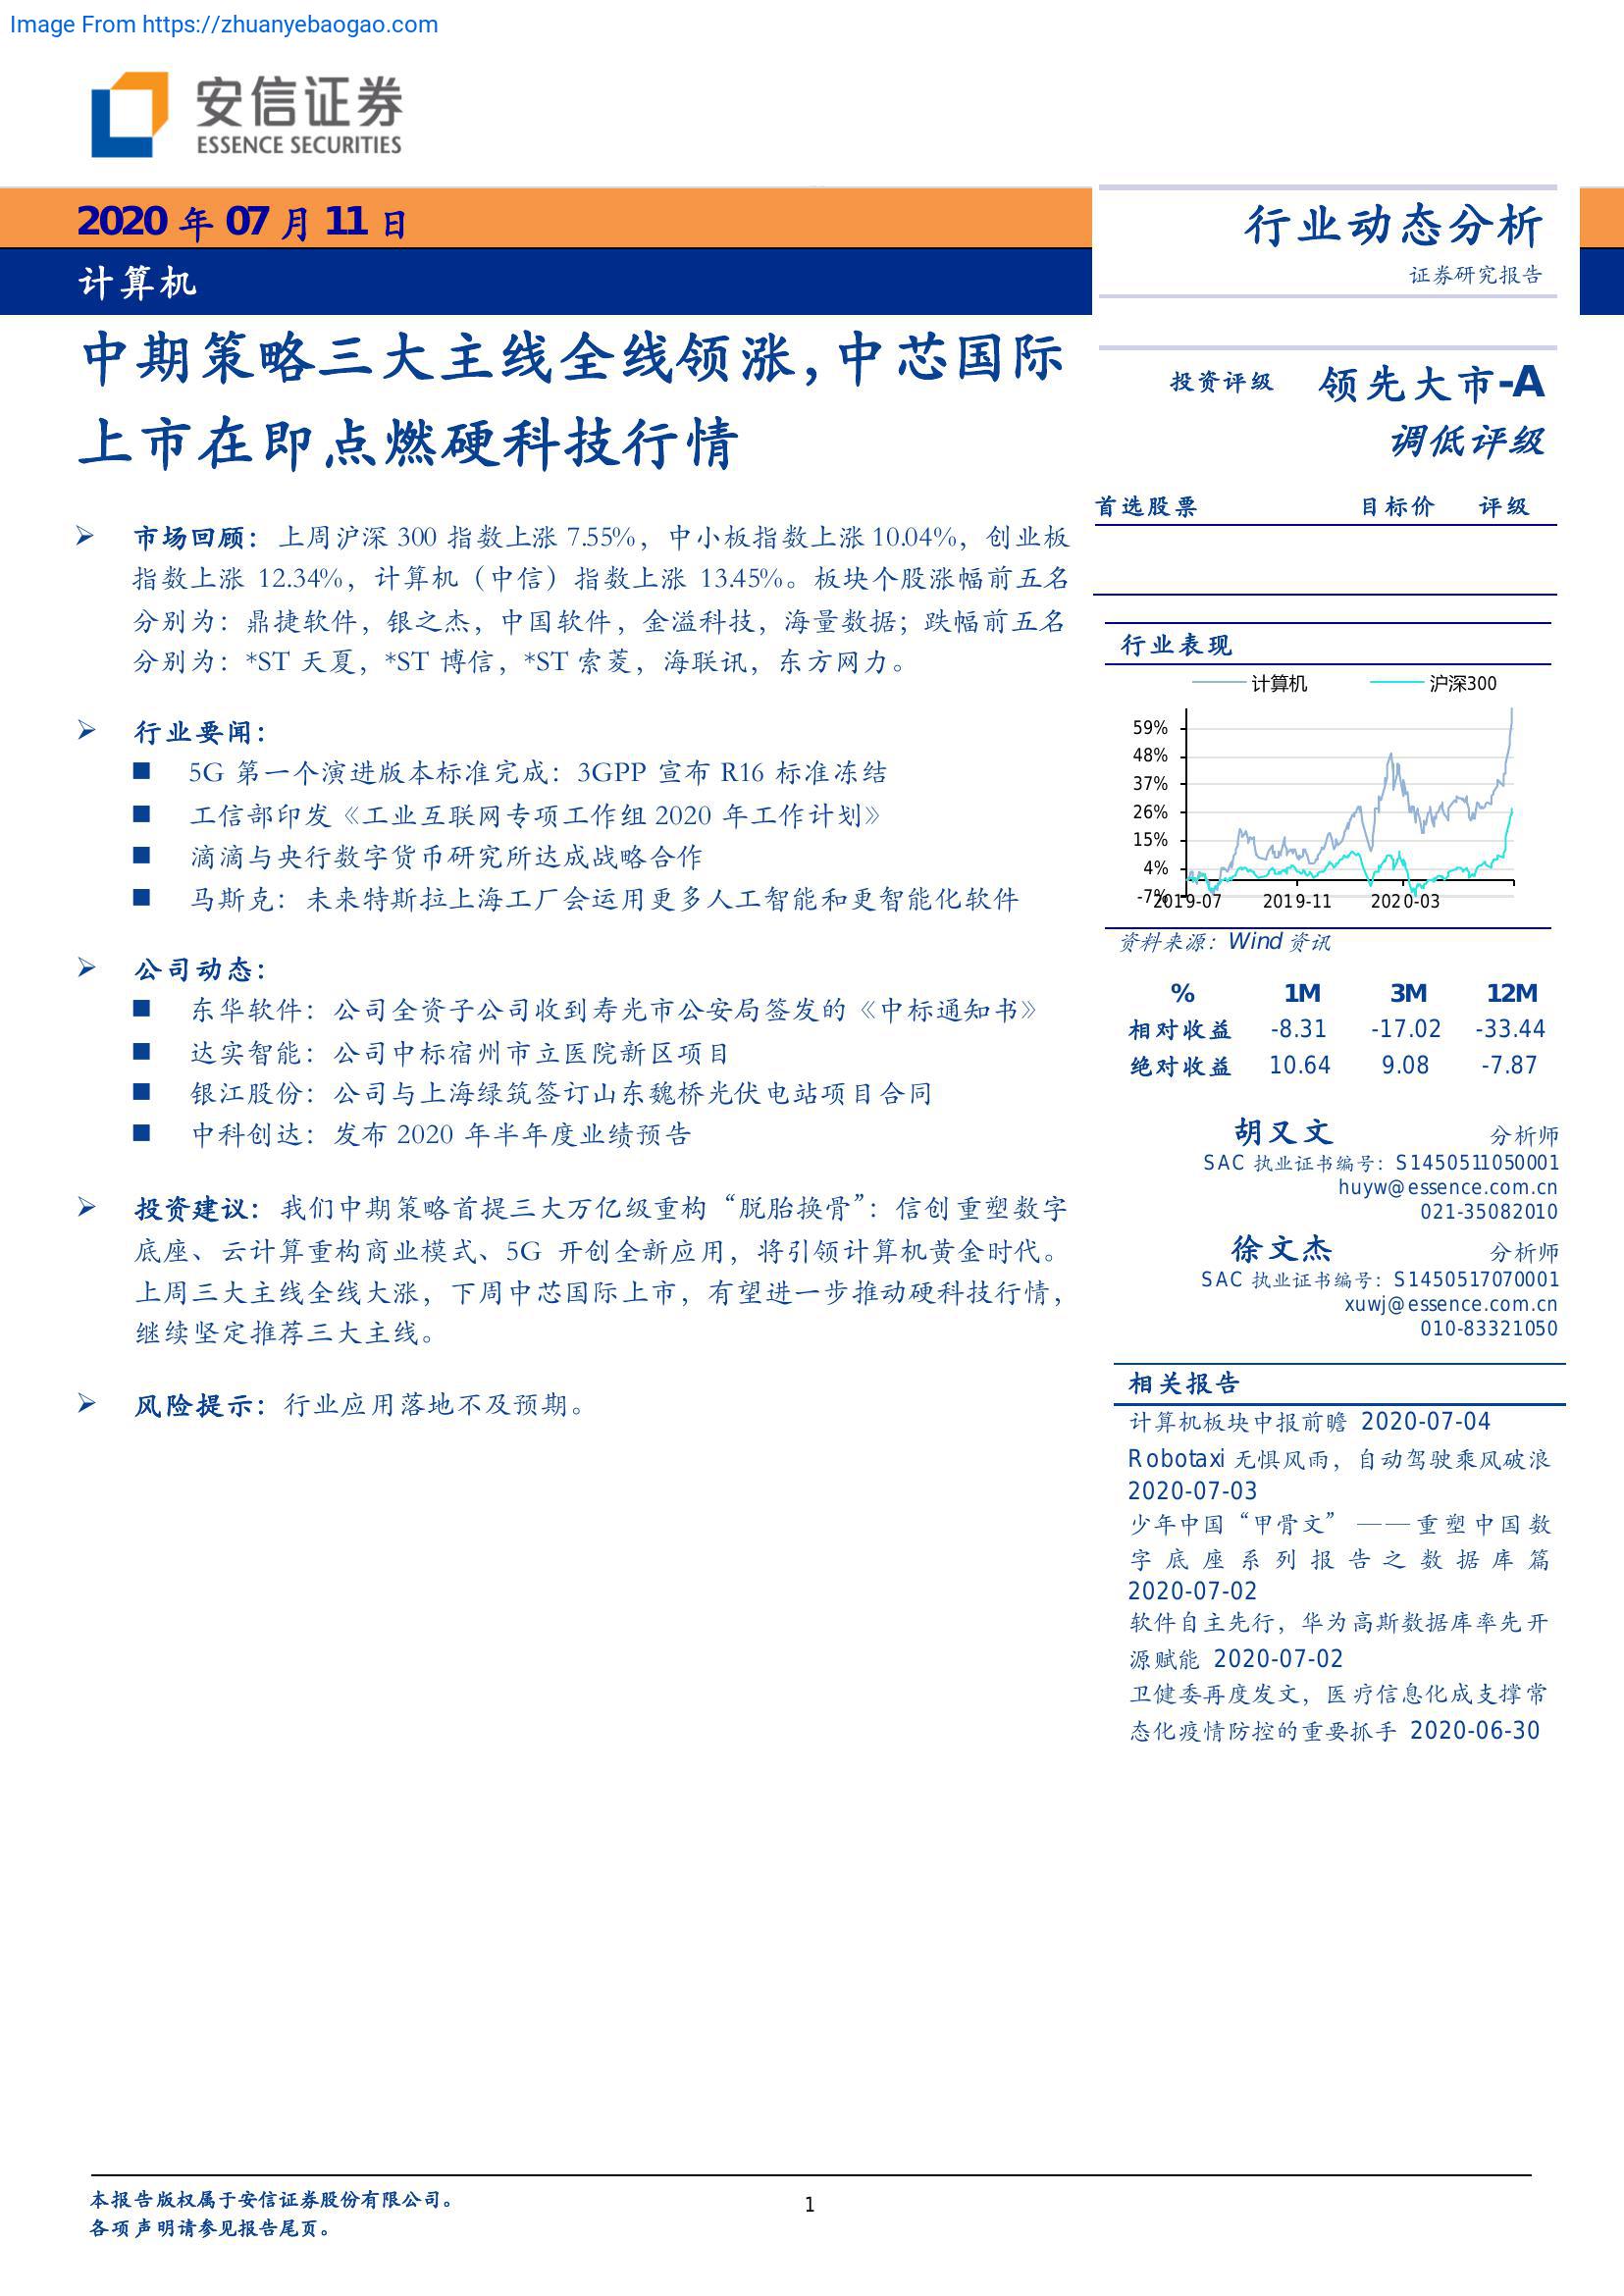 Image From https://zhuanyebaogao.com
安信证券
ESSENCE SECURITIES
2020 年 07 月 11 日
计算机
行业动态分析
证券研究报告
中期策略三大主线全线领涨,中芯国际
上市在即点燃硬科技行情
市场回顾：上周沪深 300 指数上涨 7.55%，中小板指数上涨 10.04%，创业板
指数上涨 12.34%，计算机（中信）指数上涨 13.45%。板块个股涨幅前五名
分别为：鼎捷软件，银之杰，中国软件，金溢科技，海量数据；跌幅前五名
分别为：*ST 天夏，*ST 博信，*ST 索菱，海联讯，东方网力。
行业要闻：
5G 第一个演进版本标准完成：3GPP 宣布 R16 标准冻结
工信部印发《工业互联网专项工作组 2020 年工作计划》
滴滴与央行数字货币研究所达成战略合作
马斯克：未来特斯拉上海工厂会运用更多人工智能和更智能化软件
公司动态：
东华软件：公司全资子公司收到寿光市公安局签发的《中标通知书》
达实智能：公司中标宿州市立医院新区项目
银江股份：公司与上海绿筑签订山东魏桥光伏电站项目合同
中科创达：发布 2020 年半年度业绩预告
投资建议：我们中期策略首提三大万亿级重构“脱胎换骨”：信创重塑数字
底座、云计算重构商业模式、5G 开创全新应用，将引领计算机黄金时代。
上周三大主线全线大涨，下周中芯国际上市，有望进一步推动硬科技行情，
继续坚定推荐三大主线。
风险提示：行业应用落地不及预期。
投资评级 领先大市-A
调低评级
首选股票 目标价 评级
行业表现
计算机 沪深300
59%
48%
37%
26%
15%
4%
-7%
2019-07 2019-11 2020-03
资料来源：Wind 资讯
% 1M 3M 12M
相对收益 -8.31 -17.02 -33.44
绝对收益 10.64 9.08 -7.87
胡又文 分析师
SAC 执业证书编号：S1450511050001
huyw@essence.com.cn
021-35082010
徐文杰 分析师
SAC 执业证书编号：S1450517070001
xuwj@essence.com.cn
010-83321050
相关报告
计算机板块中报前瞻 2020-07-04
Robotaxi 无惧风雨，自动驾驶乘风破浪
2020-07-03
少年中国“甲骨文” ——重塑中国数
字底座系列报告之数据库篇
2020-07-02
软件自主先行，华为高斯数据库率先开
源赋能 2020-07-02
卫健委再度发文，医疗信息化成支撑常
态化疫情防控的重要抓手 2020-06-30
本报告版权属于安信证券股份有限公司。
各项声明请参见报告尾页。
1